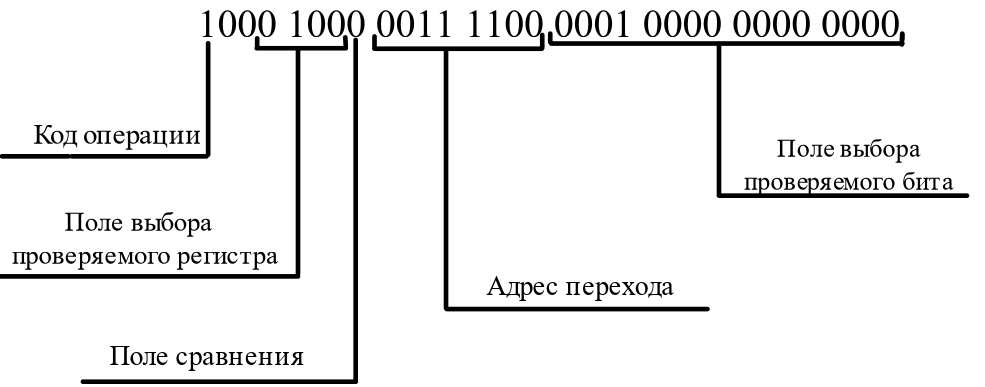 1000 1000 0011 1100 0001 0000 0000 0000
Код операции
Поле выбора
проверяемого бита
Поле выбора
проверяемого регистра
Адрес перехода
Поле сравнения